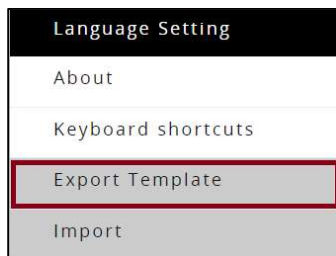 Language Setting
About
Keyboard shortcuts
Export Template
Import